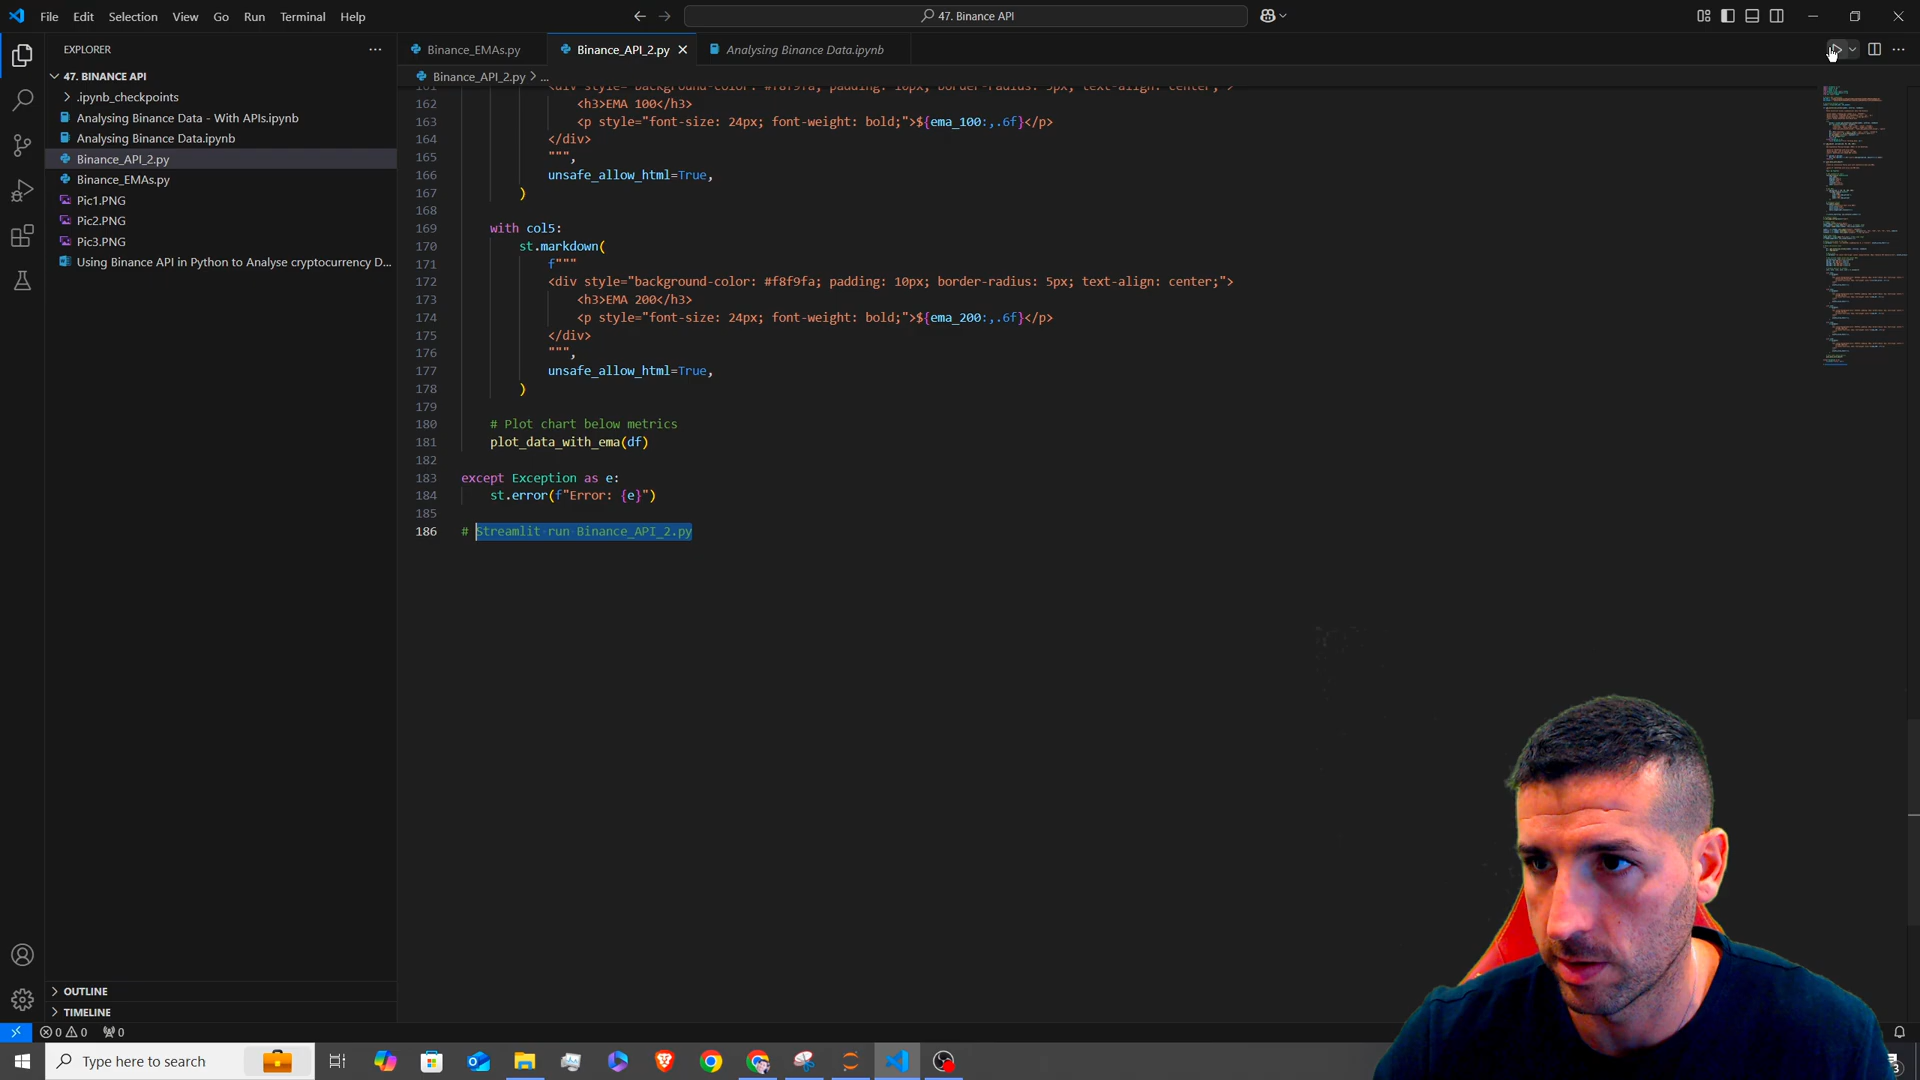 File Edit Selection View Go Run Terminal Help
47. Binance API
EXPLORER
47. BINANCE API
.ipynb_checkpoints
Analysing Binance Data - With APIs.ipynb
Analysing Binance Data.ipynb
Binance_API_2.py
Binance_EMAs.py
Pic1.PNG
Pic2.PNG
Pic3.PNG
Using Binance API in Python to Analyse cryptocurrency D...
OUTLINE
TIMELINE
Binance_EMAs.py Binance_API_2.py Analysing Binance Data.ipynb
Binance_API_2.py > ...
161 <div style="background-color: #f8f9fa; padding: 10px; border-radius: 5px; text-align: center;">
162 <h3>EMA 100</h3>
163 <p style="font-size: 24px; font-weight: bold;">${ema_100:,.6f}</p>
164 </div>
165 """,
166 unsafe_allow_html=True,
167 )
168
169 with col5:
170 st.markdown(
171 f"""
172 <div style="background-color: #f8f9fa; padding: 10px; border-radius: 5px; text-align: center;">
173 <h3>EMA 200</h3>
174 <p style="font-size: 24px; font-weight: bold;">${ema_200:,.6f}</p>
175 </div>
176 """,
177 unsafe_allow_html=True,
178 )
179
180 # Plot chart below metrics
181 plot_data_with_ema(df)
182
183 except Exception as e:
184 st.error(f"Error: {e}")
185
186 # Streamlit run Binance_API_2.py
0 0 0
Type here to search
3